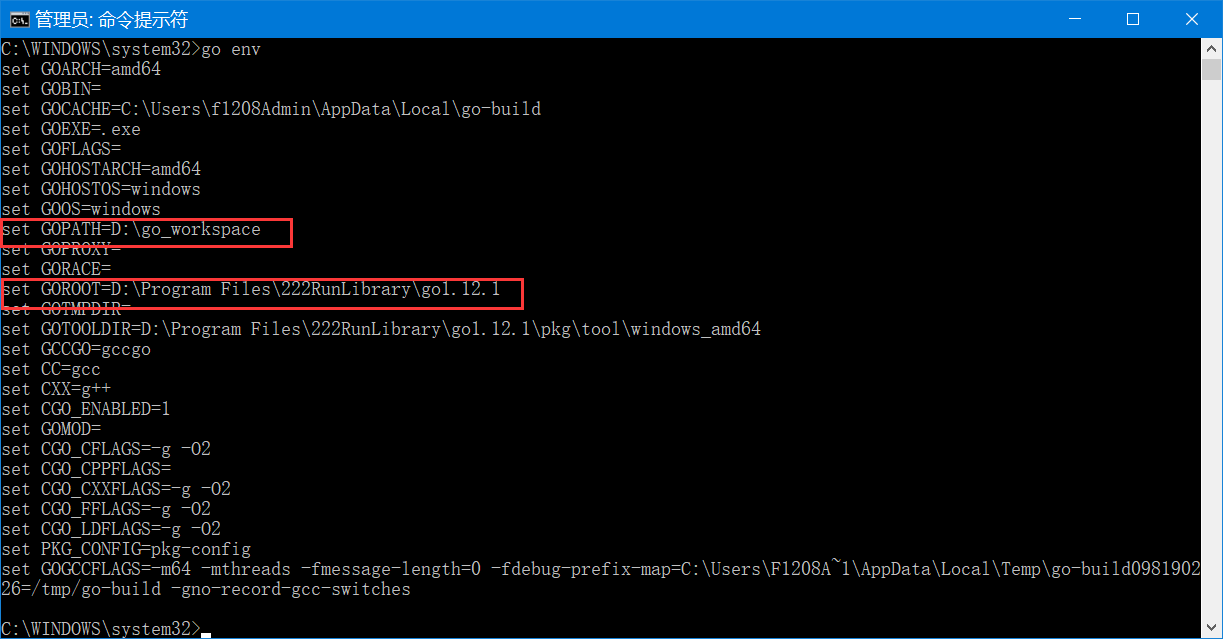 管理员: 命令提示符
C:\WINDOWS\system32>go env
set GOARCH=amd64
set GOBIN=
set GOCACHE=C:\Users\f1208Admin\AppData\Local\go-build
set GOEXE=.exe
set GOFLAGS=
set GOHOSTARCH=amd64
set GOHOSTOS=windows
set GOOS=windows
set GOPATH=D:\go_workspace
set GOPROXY=
set GORACE=
set GOROOT=D:\Program Files\222RunLibrary\go1.12.1
set GOTMPDIR=
set GOTOOLDIR=D:\Program Files\222RunLibrary\go1.12.1\pkg\tool\windows_amd64
set GCCGO=gccgo
set CC=gcc
set CXX=g++
set CGO_ENABLED=1
set GOMOD=
set CGO_CFLAGS=-g -O2
set CGO_CPPFLAGS=
set CGO_CXXFLAGS=-g -O2
set CGO_FFLAGS=-g -O2
set CGO_LDFLAGS=-g -O2
set PKG_CONFIG=pkg-config
set GOGCCFLAGS=-m64 -mthreads -fmessage-length=0 -fdebug-prefix-map=C:\Users\F1208A~1\AppData\Local\Temp\go-build0981902
26=/tmp/go-build -gno-record-gcc-switches
C:\WINDOWS\system32>